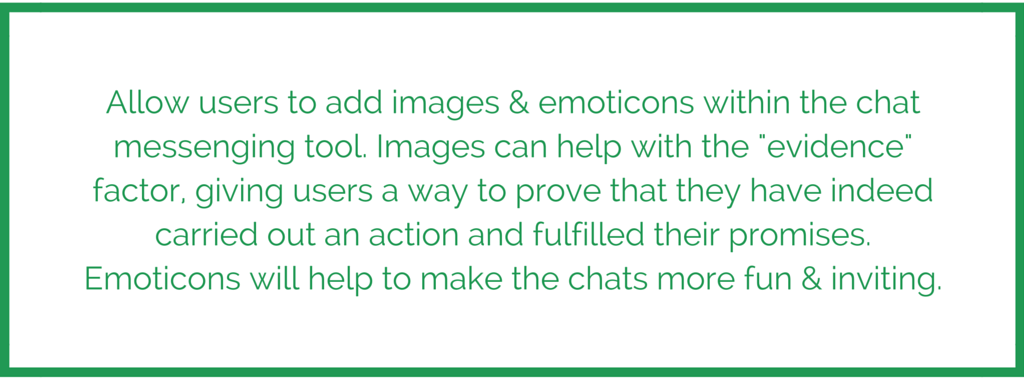 Allow users to add images & emoticons within the chat
messenging tool. Images can help with the "evidence"
factor, giving users a way to prove that they have indeed
carried out an action and fulfilled their promises.
Emoticons will help to make the chats more fun & inviting.